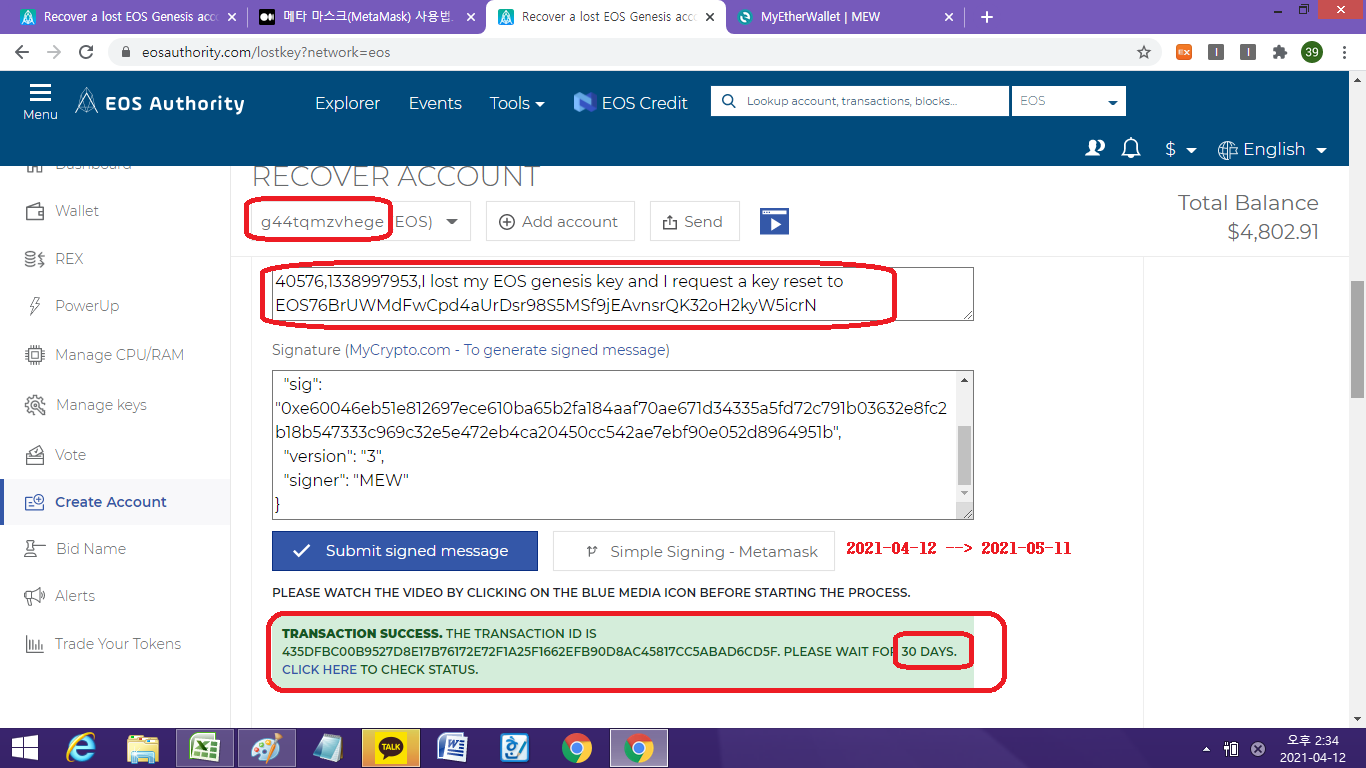 Recover a lost EOS Genesis acc
메타 마스크(MetaMask) 사용법.
Recover a lost EOS Genesis acc
MyEtherWallet | MEW
eosauthority.com/lostkey?network=eos
39
Menu
EOS Authority
Explorer
Events
Tools
EOS Credit
Lookup account, transactions, blocks...
EOS
$
English
Dashboard
RECOVER ACCOUNT
Wallet
g44tqmzvhege
EOS)
Add account
Send
Total Balance
$4,802.91
REX
PowerUp
Manage CPU/RAM
Manage keys
Vote
Create Account
Bid Name
Alerts
Trade Your Tokens
40576,1338997953,I lost my EOS genesis key and I request a key reset to
EOS76BrUWMdFwCpd4aUrDsr98S5MSf9jEAvnsrQK32oH2kyW5icrN
Signature (MyCrypto.com - To generate signed message)
"sig":
"0xe60046eb51e812697ece610ba65b2fa184aaf70ae671d34335a5fd72c791b03632e8fc2
b18b547333c969c32e5e472eb4ca20450cc542ae7ebf90e052d8964951b",
"version": "3",
"signer": "MEW"
}
Submit signed message
Simple Signing - Metamask
2021-04-12 --> 2021-05-11
PLEASE WATCH THE VIDEO BY CLICKING ON THE BLUE MEDIA ICON BEFORE STARTING THE PROCESS.
TRANSACTION SUCCESS. THE TRANSACTION ID IS
435DFBC00B9527D8E17B76172E72F1A25F1662EFB90D8AC45817CC5ABAD6CD5F. PLEASE WAIT FOR 30 DAYS.
CLICK HERE TO CHECK STATUS.
TALK
오후 2:34
2021-04-12